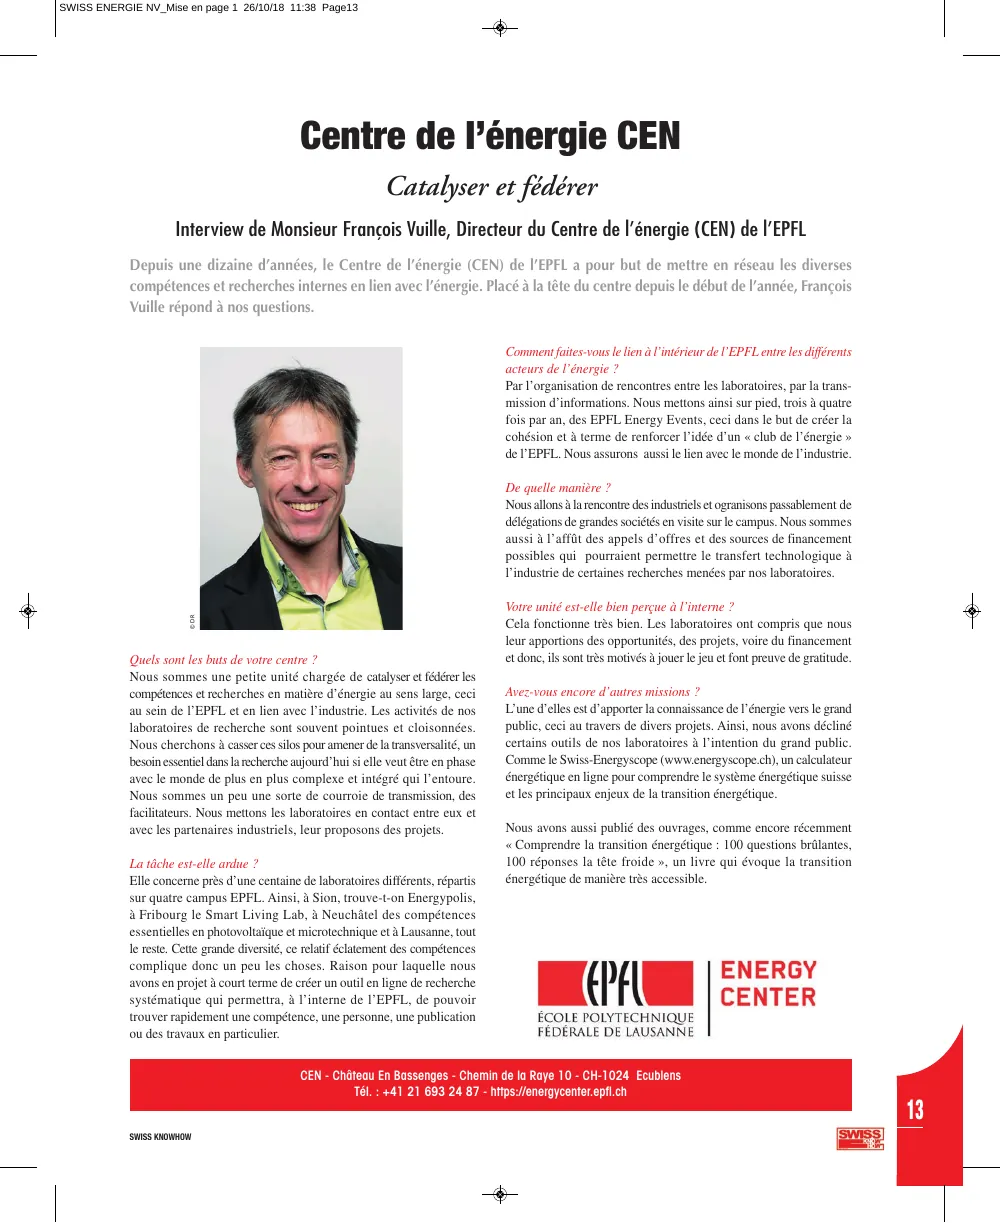 SWISS ENERGIE NV_Mise en page 1 26/10/18 11:38 Page13
Centre de l’énergie CEN
Catalyser et fédérer
Interview de Monsieur François Vuille, Directeur du Centre de l’énergie (CEN) de l’EPFL
Depuis une dizaine d’années, le Centre de l’énergie (CEN) de l’EPFL a pour but de mettre en réseau les diverses
compétences et recherches internes en lien avec l’énergie. Placé à la tête du centre depuis le début de l’année, François
Vuille répond à nos questions.
© DR
Quels sont les buts de votre centre ?
Nous sommes une petite unité chargée de catalyser et fédérer les
compétences et recherches en matière d’énergie au sens large, ceci
au sein de l’EPFL et en lien avec l’industrie. Les activités de nos
laboratoires de recherche sont souvent pointues et cloisonnées.
Nous cherchons à casser ces silos pour amener de la transversalité, un
besoin essentiel dans la recherche aujourd’hui si elle veut être en phase
avec le monde de plus en plus complexe et intégré qui l’entoure.
Nous sommes un peu une sorte de courroie de transmission, des
facilitateurs. Nous mettons les laboratoires en contact entre eux et
avec les partenaires industriels, leur proposons des projets.
La tâche est-elle ardue ?
Elle concerne près d’une centaine de laboratoires différents, répartis
sur quatre campus EPFL. Ainsi, à Sion, trouve-t-on Energypolis,
à Fribourg le Smart Living Lab, à Neuchâtel des compétences
essentielles en photovoltaïque et microtechnique et à Lausanne, tout
le reste. Cette grande diversité, ce relatif éclatement des compétences
complique donc un peu les choses. Raison pour laquelle nous
avons en projet à court terme de créer un outil en ligne de recherche
systématique qui permettra, à l’interne de l’EPFL, de pouvoir
trouver rapidement une compétence, une personne, une publication
ou des travaux en particulier.
Comment faites-vous le lien à l’intérieur de l’EPFL entre les différents
acteurs de l’énergie ?
Par l’organisation de rencontres entre les laboratoires, par la trans-
mission d’informations. Nous mettons ainsi sur pied, trois à quatre
fois par an, des EPFL Energy Events, ceci dans le but de créer la
cohésion et à terme de renforcer l’idée d’un « club de l’énergie »
de l’EPFL. Nous assurons aussi le lien avec le monde de l’industrie.
De quelle manière ?
Nous allons à la rencontre des industriels et ogranisons passablement de
délégations de grandes sociétés en visite sur le campus. Nous sommes
aussi à l’affût des appels d’offres et des sources de financement
possibles qui pourraient permettre le transfert technologique à
l’industrie de certaines recherches menées par nos laboratoires.
Votre unité est-elle bien perçue à l’interne ?
Cela fonctionne très bien. Les laboratoires ont compris que nous
leur apportions des opportunités, des projets, voire du financement
et donc, ils sont très motivés à jouer le jeu et font preuve de gratitude.
Avez-vous encore d’autres missions ?
L’une d’elles est d’apporter la connaissance de l’énergie vers le grand
public, ceci au travers de divers projets. Ainsi, nous avons décliné
certains outils de nos laboratoires à l’intention du grand public.
Comme le Swiss-Energyscope (www.energyscope.ch), un calculateur
énergétique en ligne pour comprendre le système énergétique suisse
et les principaux enjeux de la transition énergétique.
Nous avons aussi publié des ouvrages, comme encore récemment
« Comprendre la transition énergétique : 100 questions brûlantes,
100 réponses la tête froide », un livre qui évoque la transition
énergétique de manière très accessible.
EPFL
ÉCOLE POLYTECHNIQUE
FÉDÉRALE DE LAUSANNE
ENERGY
CENTER
CEN - Château En Bassenges - Chemin de la Raye 10 - CH-1024 Ecublens
Tél. : +41 21 693 24 87 - https://energycenter.epfl.ch
13
SWISS KNOWHOW
SWISS